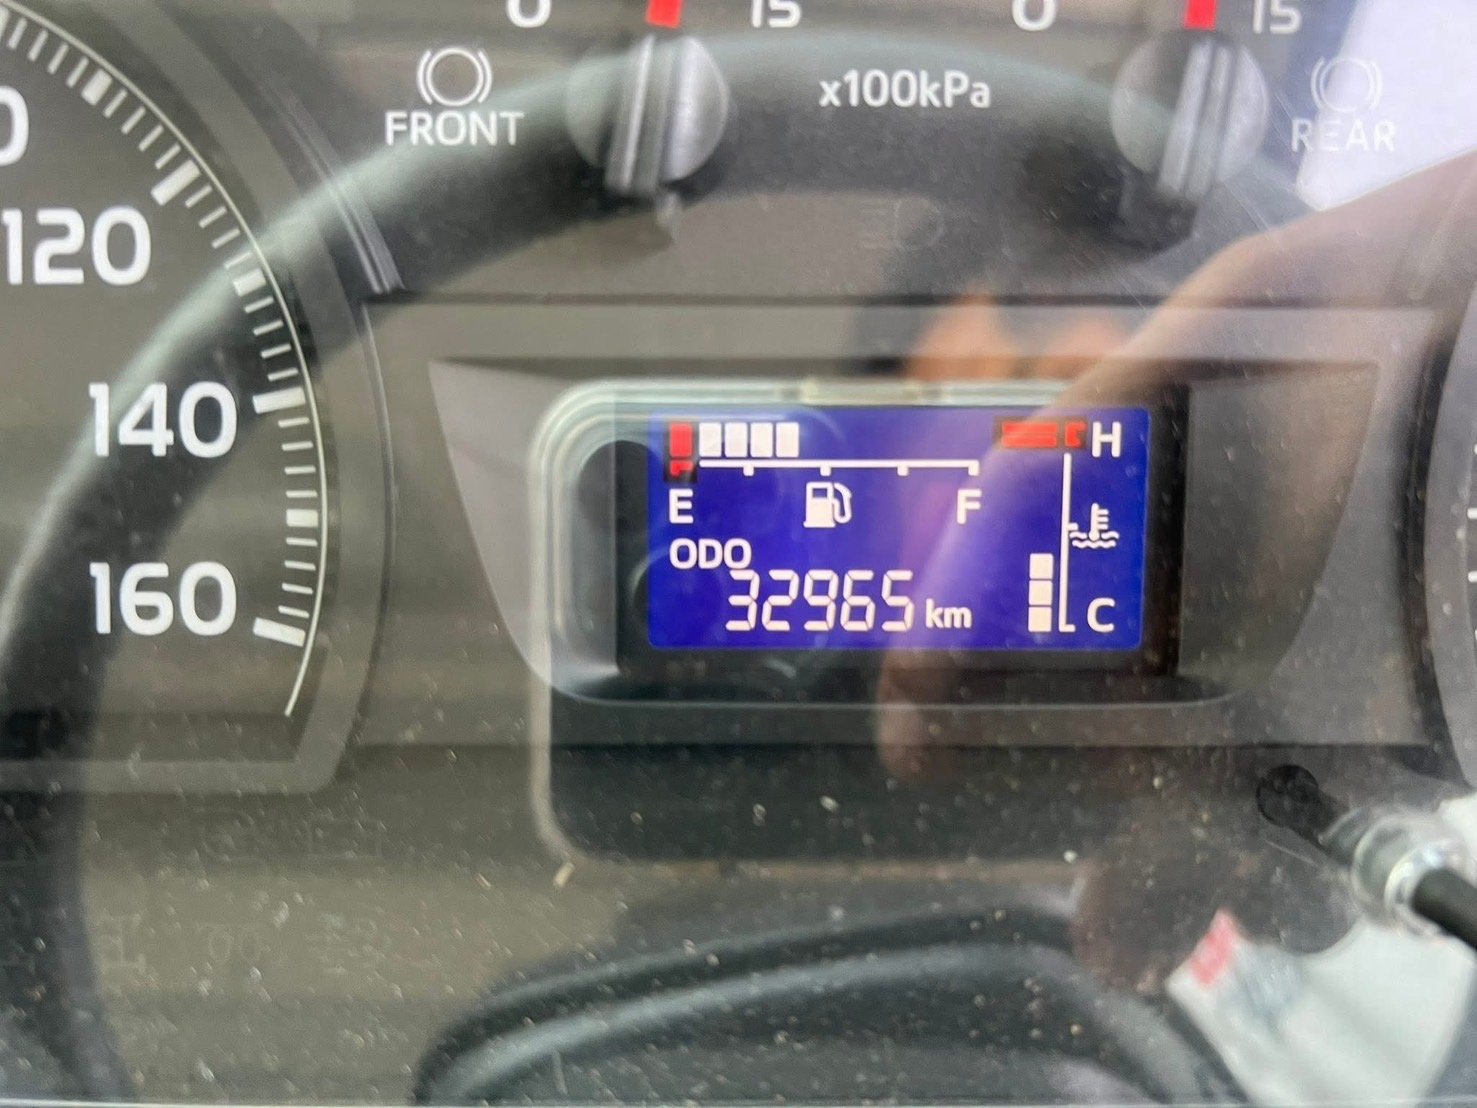 0 15 0 15
FRONT x100kPa REAR
120
140
160
H
E F
ODO
32965 km
C